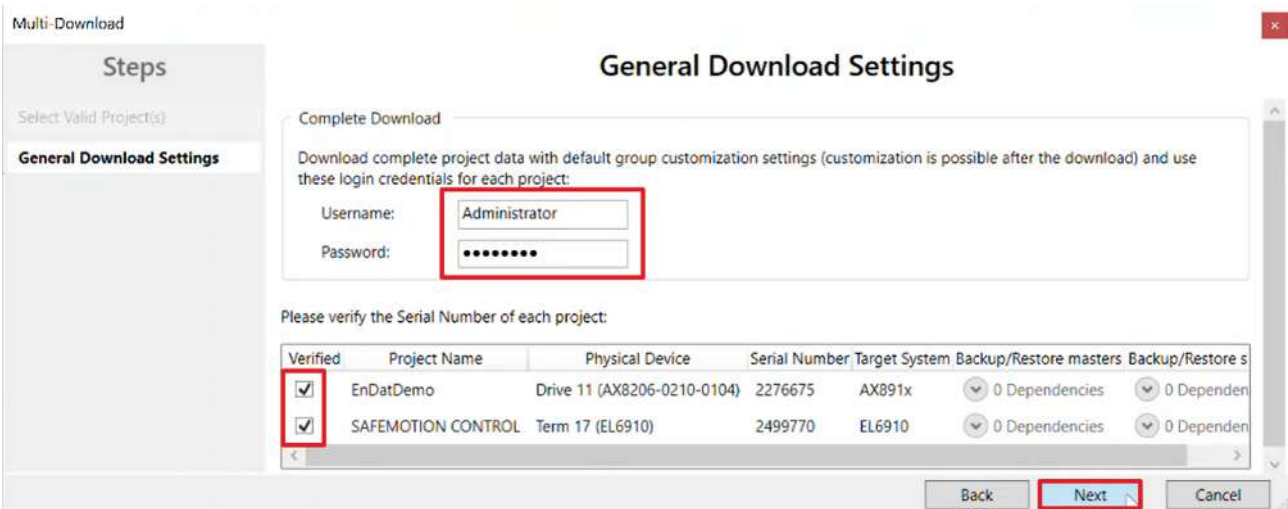 Multi-Download
Steps
Select Valid Project(s)
General Download Settings
General Download Settings
Complete Download
Download complete project data with default group customization settings (customization is possible after the download) and use
these login credentials for each project:
Username: Administrator
Password: ●●●●●●●●
Please verify the Serial Number of each project:
Verified Project Name Physical Device Serial Number Target System Backup/Restore masters Backup/Restore s
EnDatDemo Drive 11 (AX8206-0210-0104) 2276675 AX891x 0 Dependencies 0 Dependen
SAFEMOTION CONTROL Term 17 (EL6910) 2499770 EL6910 0 Dependencies 0 Dependen
Back Next Cancel